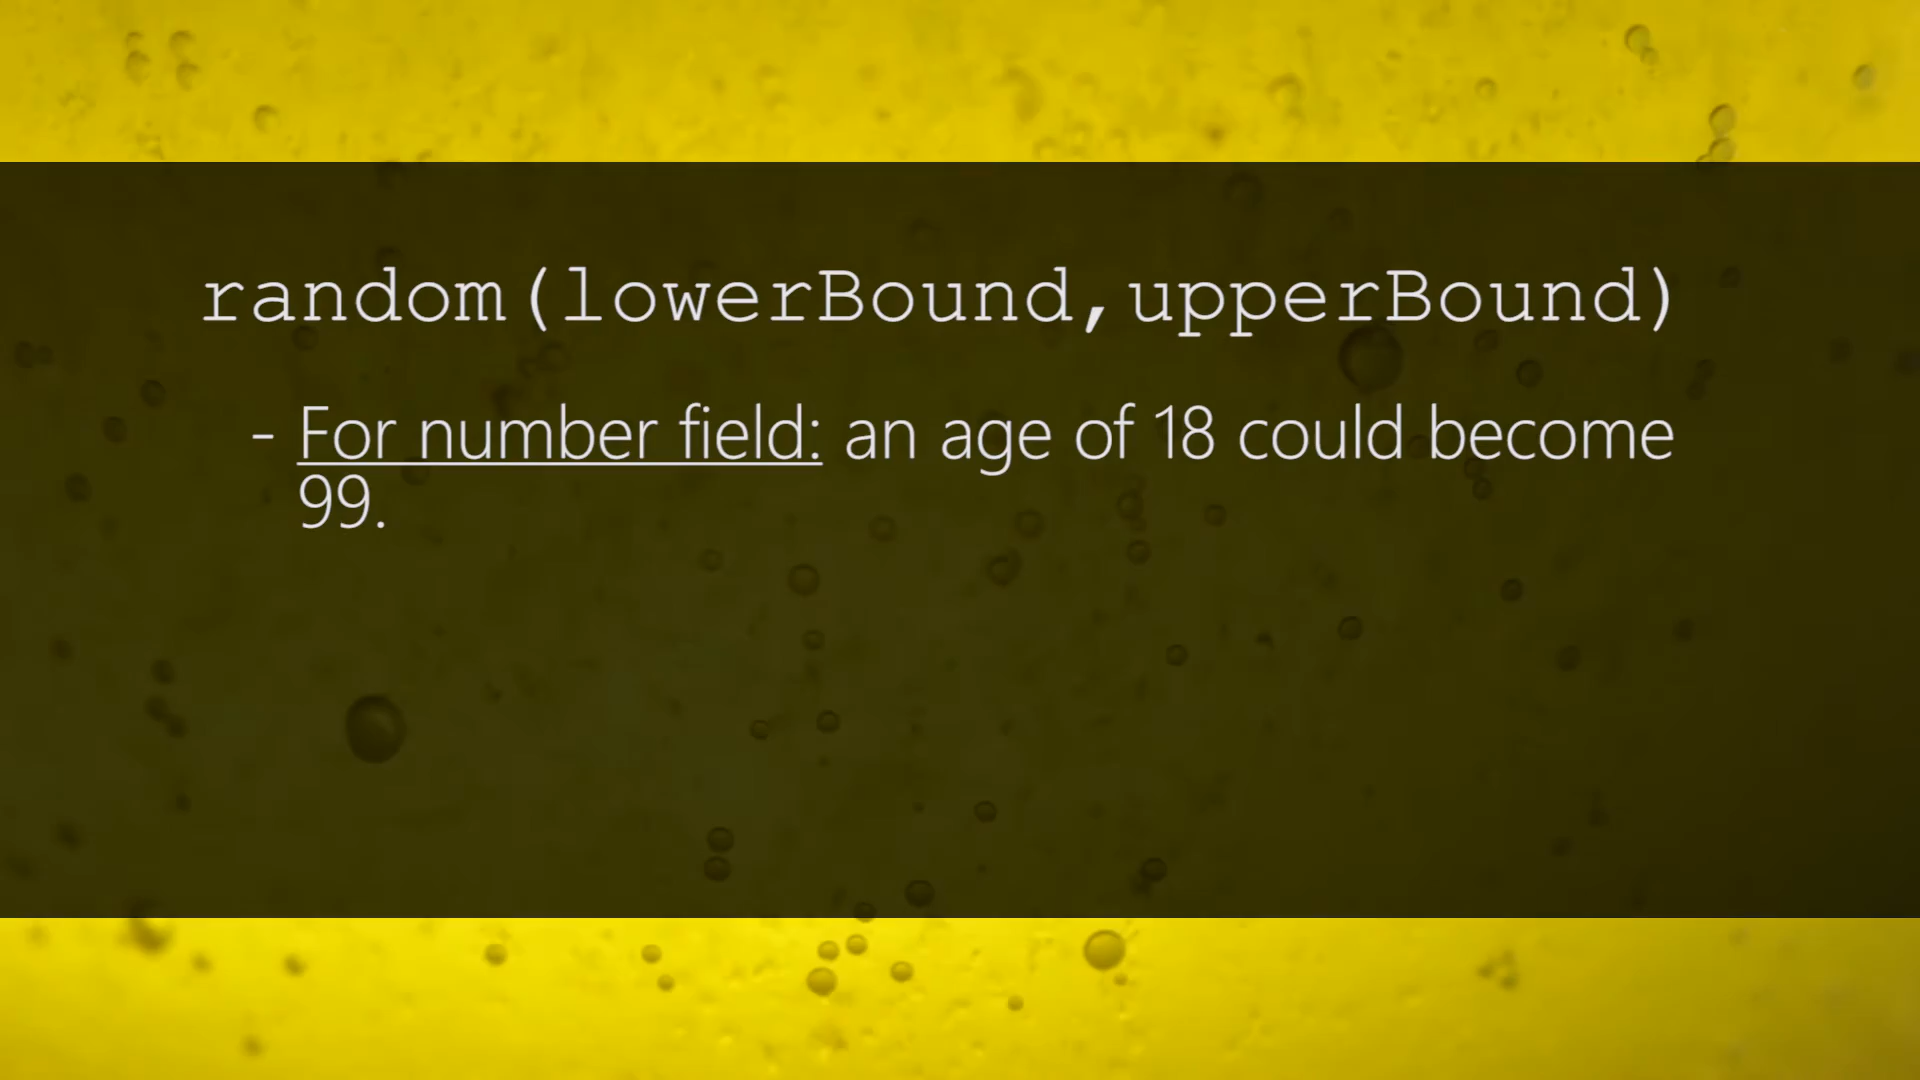 random(lowerBound,upperBound)
- For number field: an age of 18 could become
99.